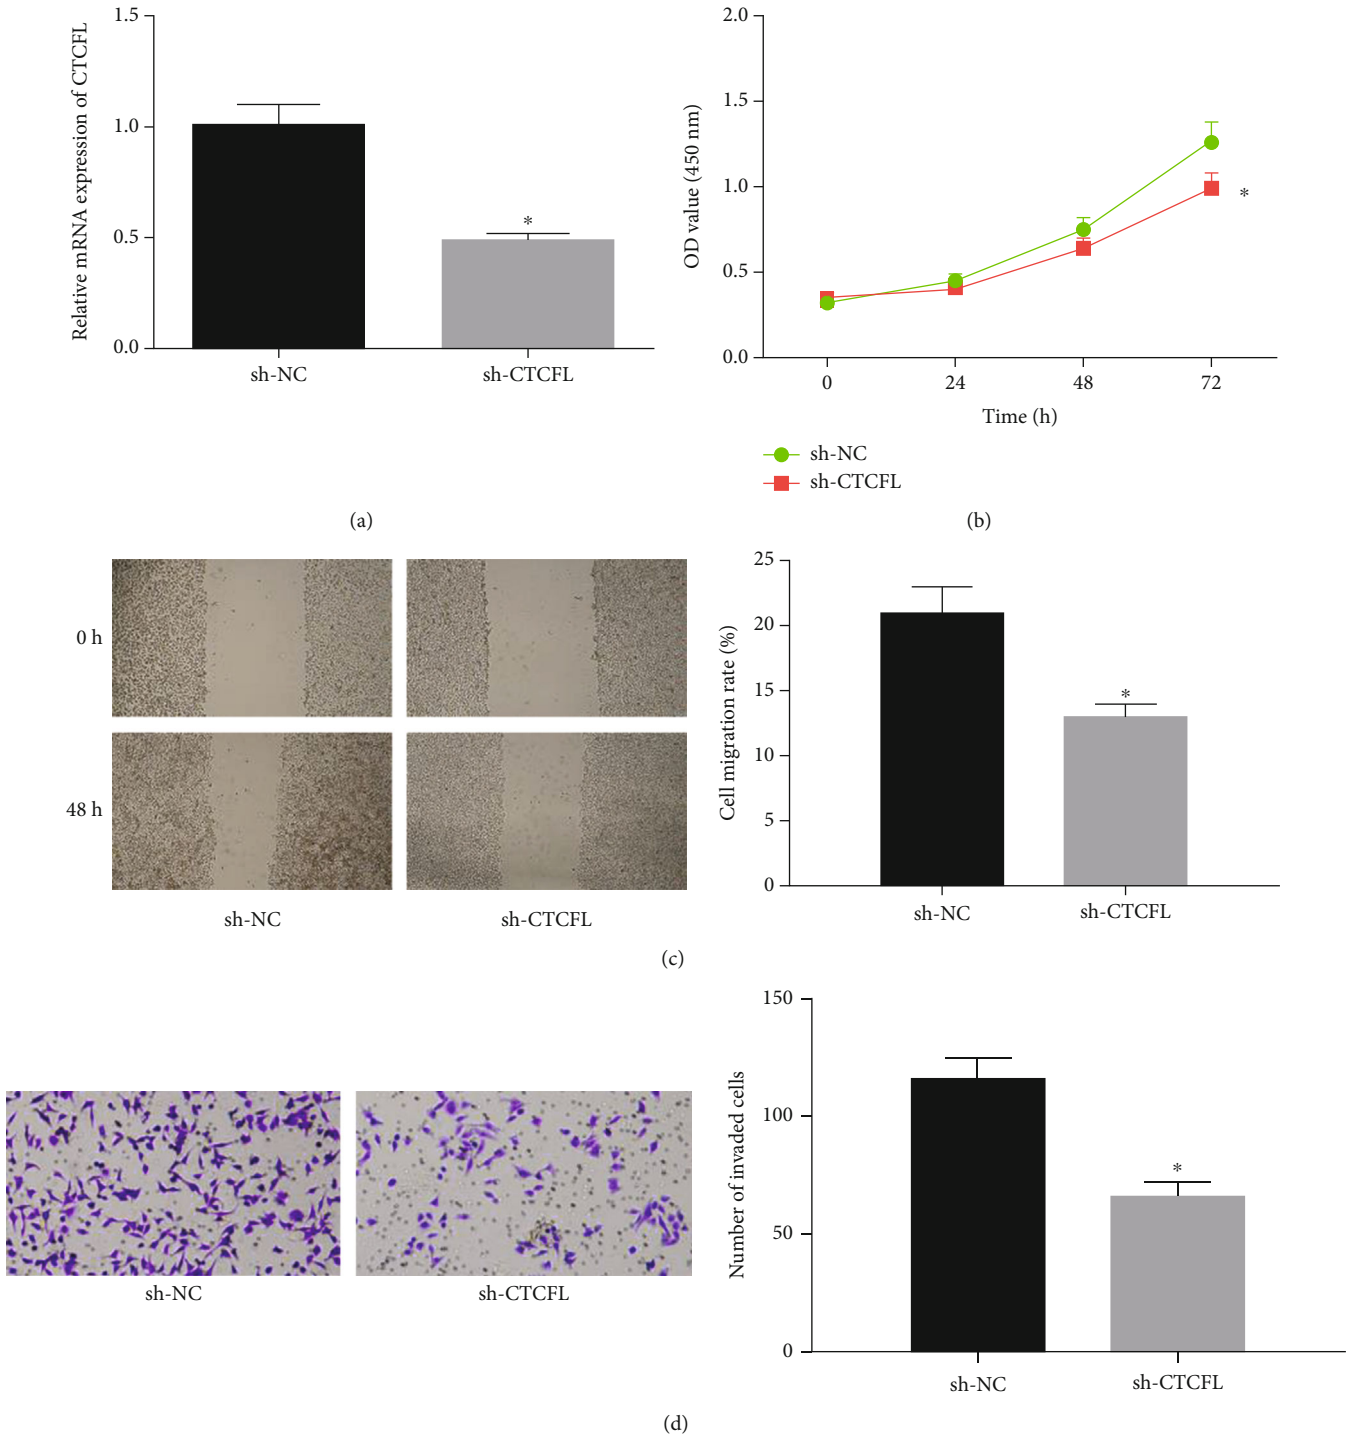 Relative mRNA expression of CTCFL
1.5
1.0
0.5
0.0
*
sh-NC
sh-CTCFL
(a)
OD value (450 nm)
2.0
1.5
1.0
0.5
0.0
*
0
24
48
72
Time (h)
sh-NC
sh-CTCFL
(b)
0 h
48 h
sh-NC
sh-CTCFL
Cell migration rate (%)
25
20
15
10
5
0
*
sh-NC
sh-CTCFL
(c)
sh-NC
sh-CTCFL
Number of invaded cells
150
100
50
0
*
sh-NC
sh-CTCFL
(d)